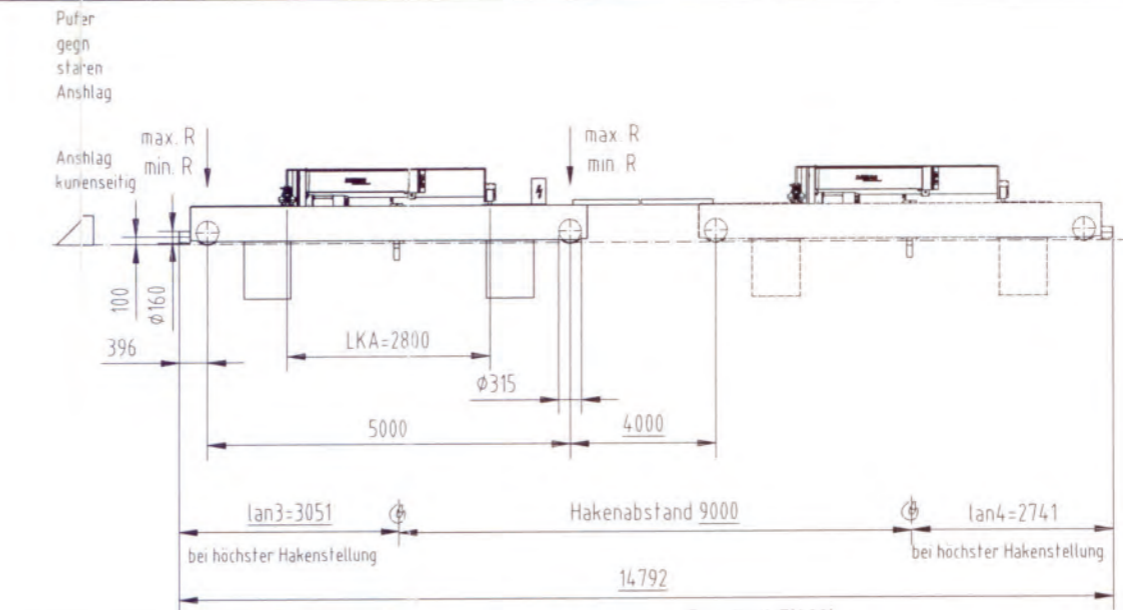 Pufer
gegn
staren
Anshlag
Anshlag
kunenseitig
max. R
min. R
max. R
min. R
100
ϕ160
396
LKA=2800
ϕ315
5000
4000
lan3=3051
Hakenabstand 9000
lan4=2741
bei höchster Hakenstellung
bei höchster Hakenstellung
14792